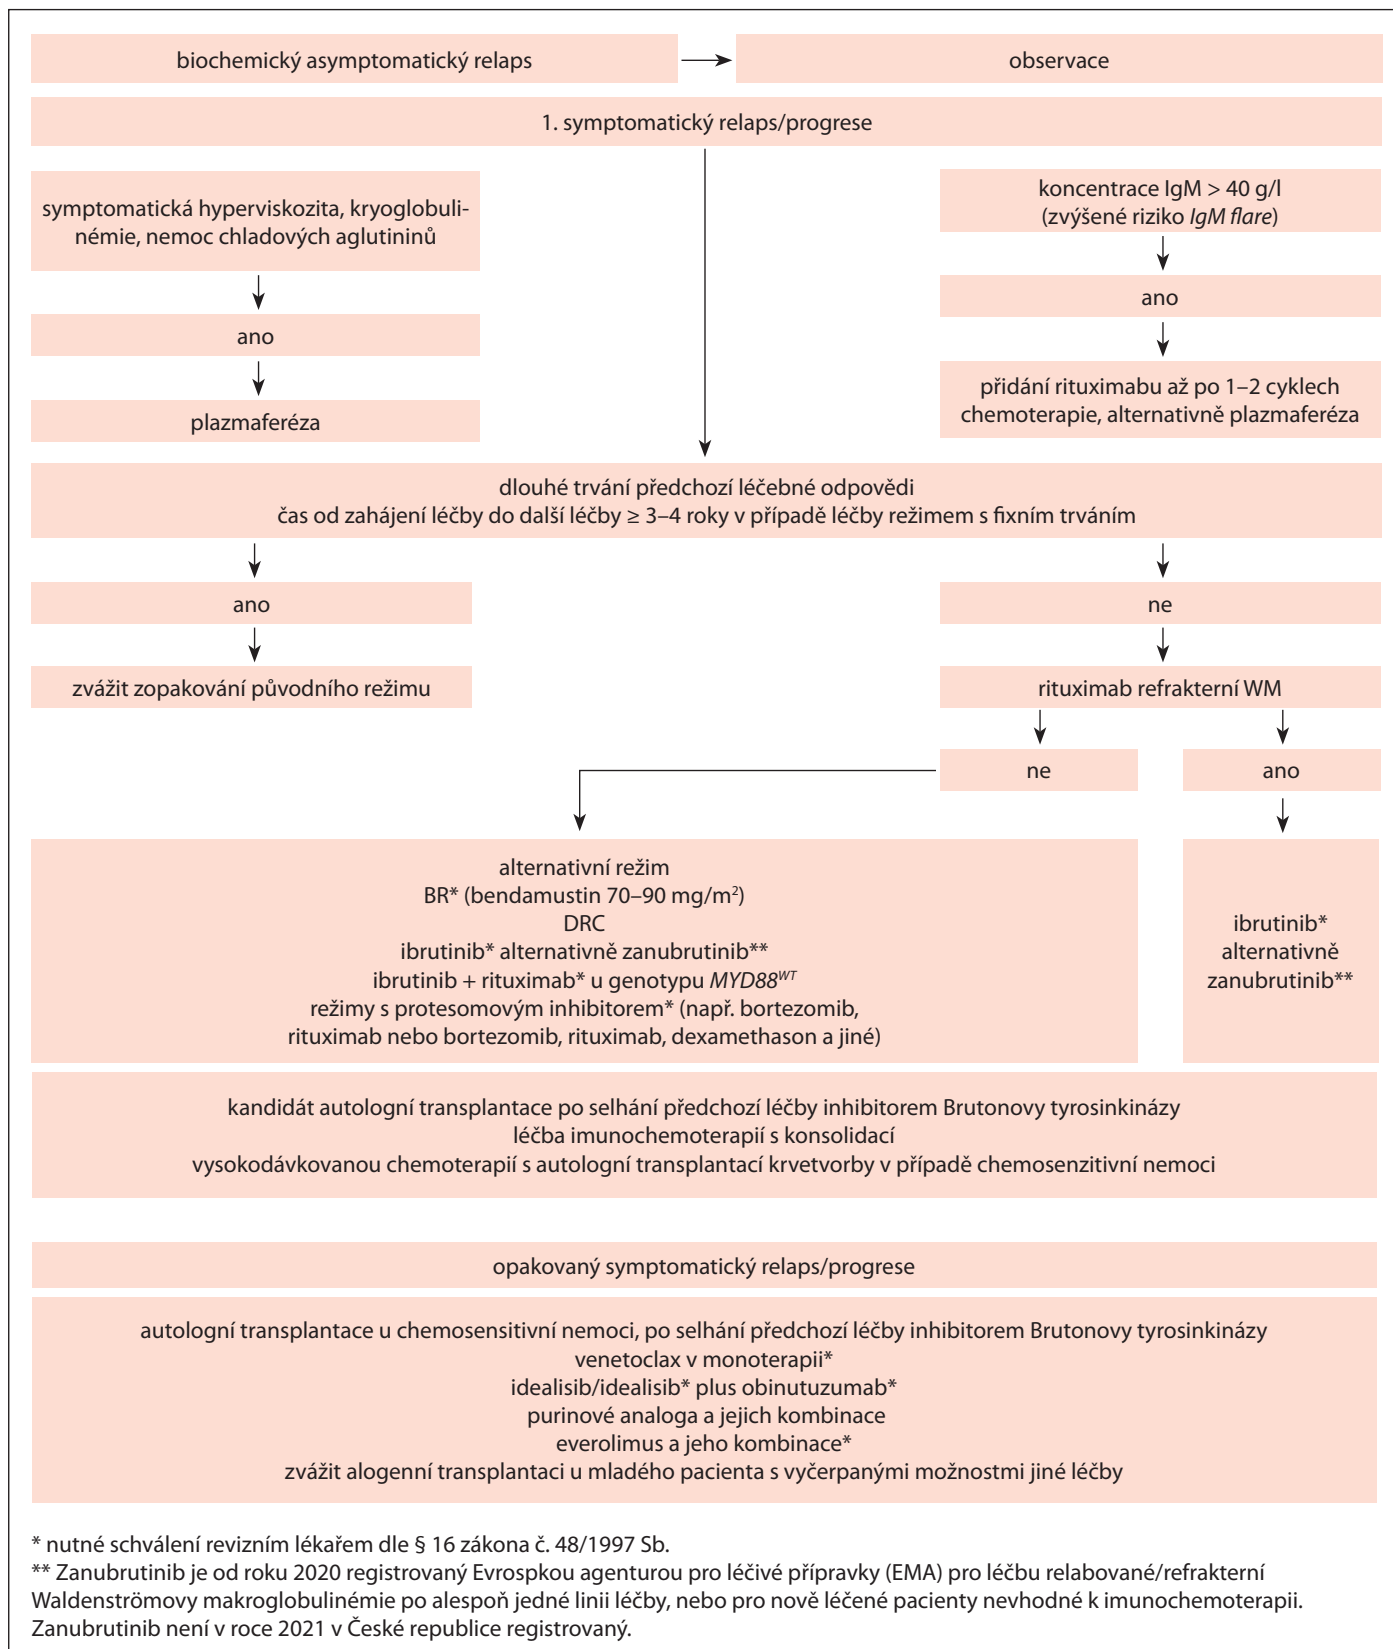 biochemický asymptomatický relaps
observace
1. symptomatický relaps/progrese
symptomatická hyperviskozita, kryoglobuli-
némie, nemoc chladových aglutininů
ano
plazmaferéza
koncentrace IgM > 40 g/l
(zvýšené riziko IgM flare)
ano
přidání rituximabu až po 1–2 cyklech
chemoterapie, alternativně plazmaferéza
dlouhé trvání předchozí léčebné odpovědi
čas od zahájení léčby do další léčby ≥ 3–4 roky v případě léčby režimem s fixním trváním
ano
zvážit zopakování původního režimu
ne
rituximab refrakterní WM
ne
ano
alternativní režim
BR* (bendamustin 70–90 mg/m²)
DRC
ibrutinib* alternativně zanubrutinib**
ibrutinib + rituximab* u genotypu MYD88ᵂᵀ
režimy s protesomovým inhibitorem* (např. bortezomib,
rituximab nebo bortezomib, rituximab, dexamethason a jiné)
ibrutinib*
alternativně
zanubrutinib**
kandidát autologní transplantace po selhání předchozí léčby inhibitorem Brutonovy tyrosinkinázy
léčba imunochemoterapií s konsolidací
vysokodávkovanou chemoterapií s autologní transplantací krvetvorby v případě chemosenzitivní nemoci
opakovaný symptomatický relaps/progrese
autologní transplantace u chemosensitivní nemoci, po selhání předchozí léčby inhibitorem Brutonovy tyrosinkinázy
venetoclax v monoterapii*
idealisib/idealisib* plus obinutuzumab*
purinové analoga a jejich kombinace
everolimus a jeho kombinace*
zvážit alogenní transplantaci u mladého pacienta s vyčerpanými možnostmi jiné léčby
* nutné schválení revizním lékařem dle § 16 zákona č. 48/1997 Sb.
** Zanubrutinib je od roku 2020 registrovaný Evrospkou agenturou pro léčivé přípravky (EMA) pro léčbu relabované/refrakterní
Waldenströmovy makroglobulinémie po alespoň jedné linii léčby, nebo pro nově léčené pacienty nevhodné k imunochemoterapii.
Zanubrutinib není v roce 2021 v České republice registrovaný.